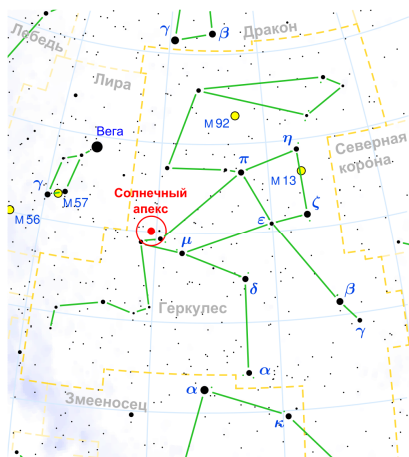 γ
β
Дракон
Лебедь
Лира
M 92
Вега
η
Северная
корона
π
M 13
γ
M 57
Солнечный
апекс
ζ
M 56
ε
μ
δ
β
Геркулес
γ
α
Змееносец
α
κ